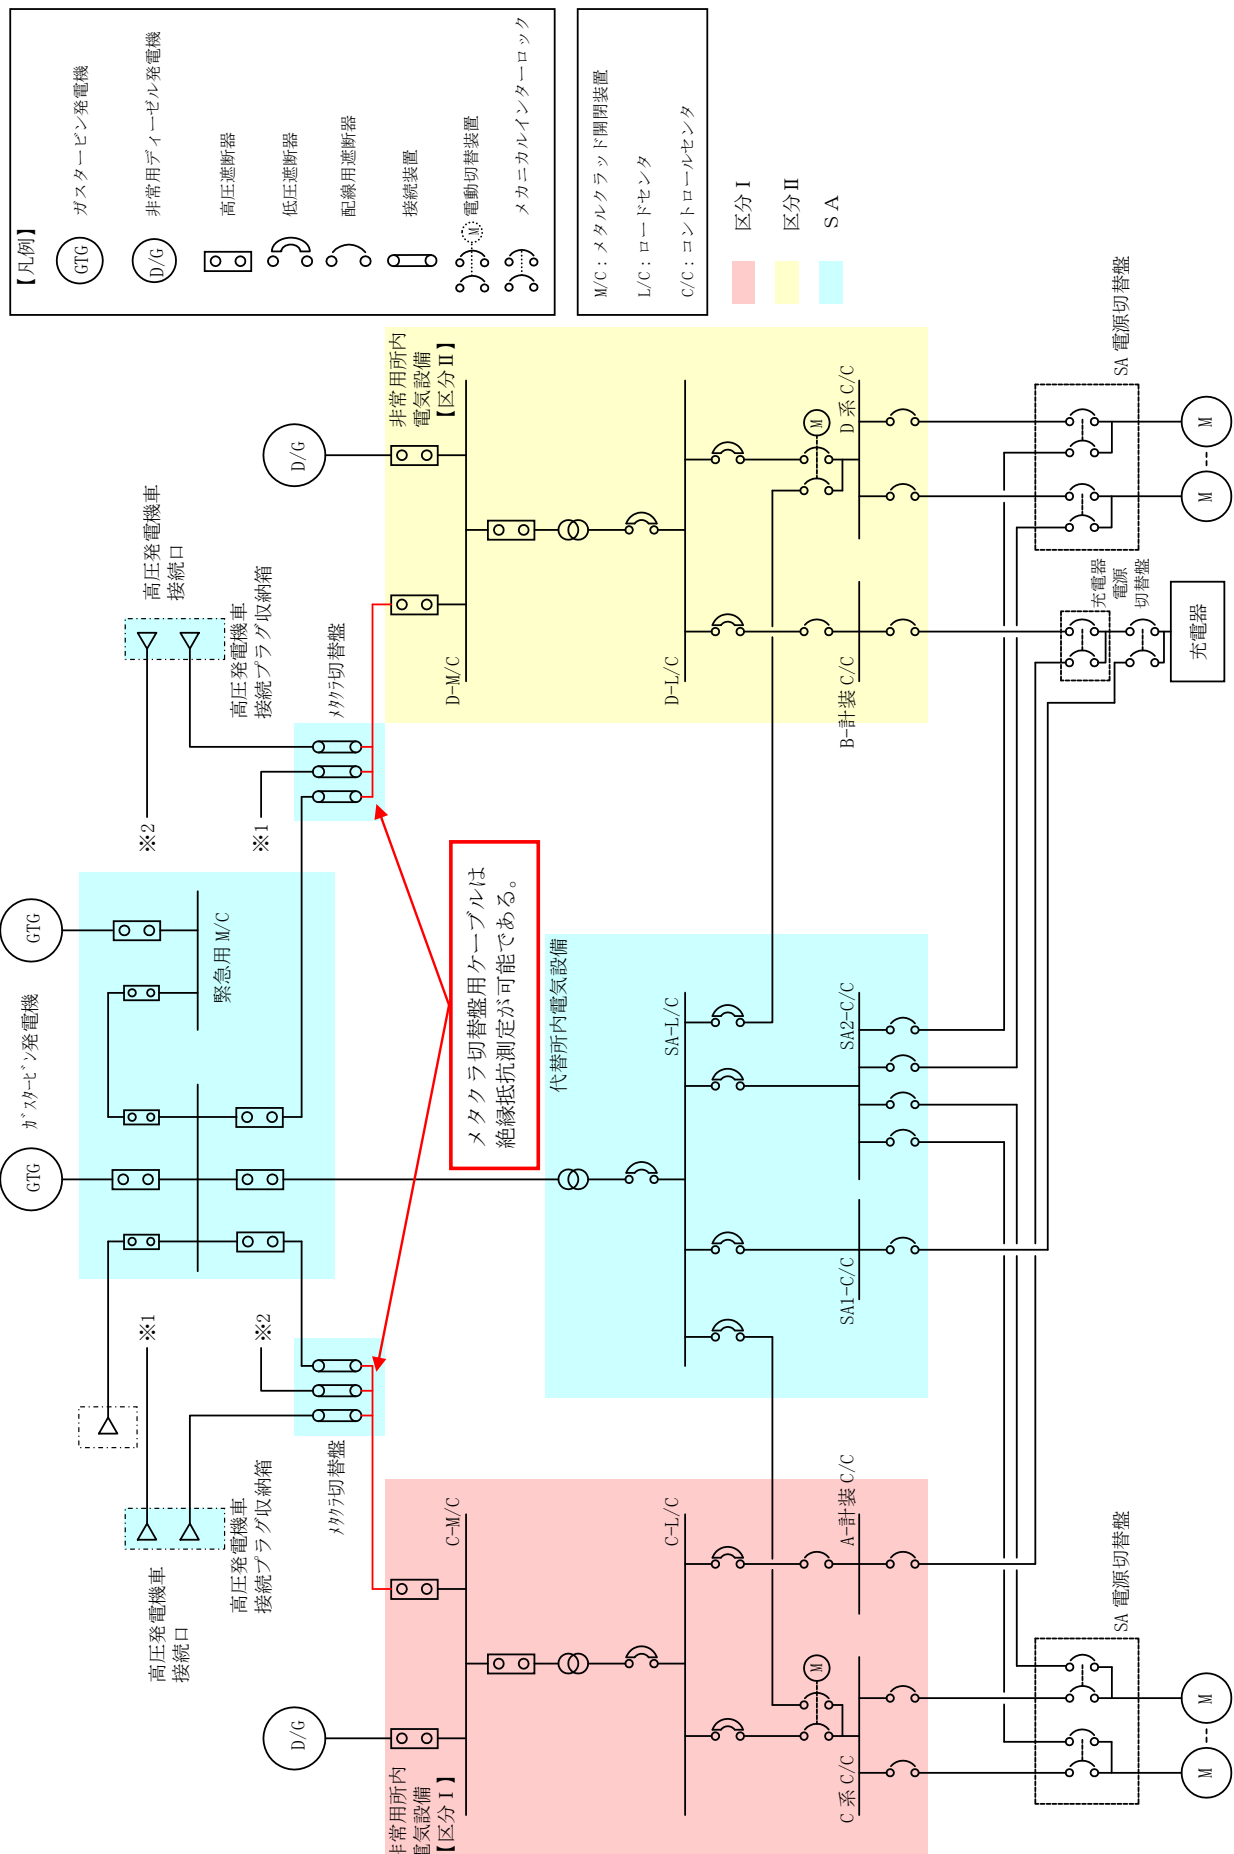 【凡例】
GTG
ガスタービン発電機
D/G
非常用ディーゼル発電機
高圧遮断器
低圧遮断器
配線用遮断器
接続装置
M
電動切替装置
メカニカルインターロック
M/C：メタルクラッド開閉装置
L/C：ロードセンタ
C/C：コントロールセンタ
区分Ⅰ
区分Ⅱ
ＳＡ
GTG
ガスタービン発電機
GTG
緊急用 M/C
高圧発電機車
接続口
高圧発電機車
接続プラグ収納箱
※1
※2
メタクラ切替盤
高圧発電機車
接続口
高圧発電機車
接続プラグ収納箱
※2
※1
メタクラ切替盤
メタクラ切替盤用ケーブルは
絶縁抵抗測定が可能である。
D/G
非常用所内
電気設備
【区分Ⅰ】
C-M/C
C-L/C
M
C 系 C/C
A-計装 C/C
代替所内電気設備
SA-L/C
SA1-C/C
SA2-C/C
D/G
非常用所内
電気設備
【区分Ⅱ】
D-M/C
D-L/C
M
D 系 C/C
B-計装 C/C
SA 電源切替盤
M
M
充電器
電源
切替盤
充電器
SA 電源切替盤
M
M